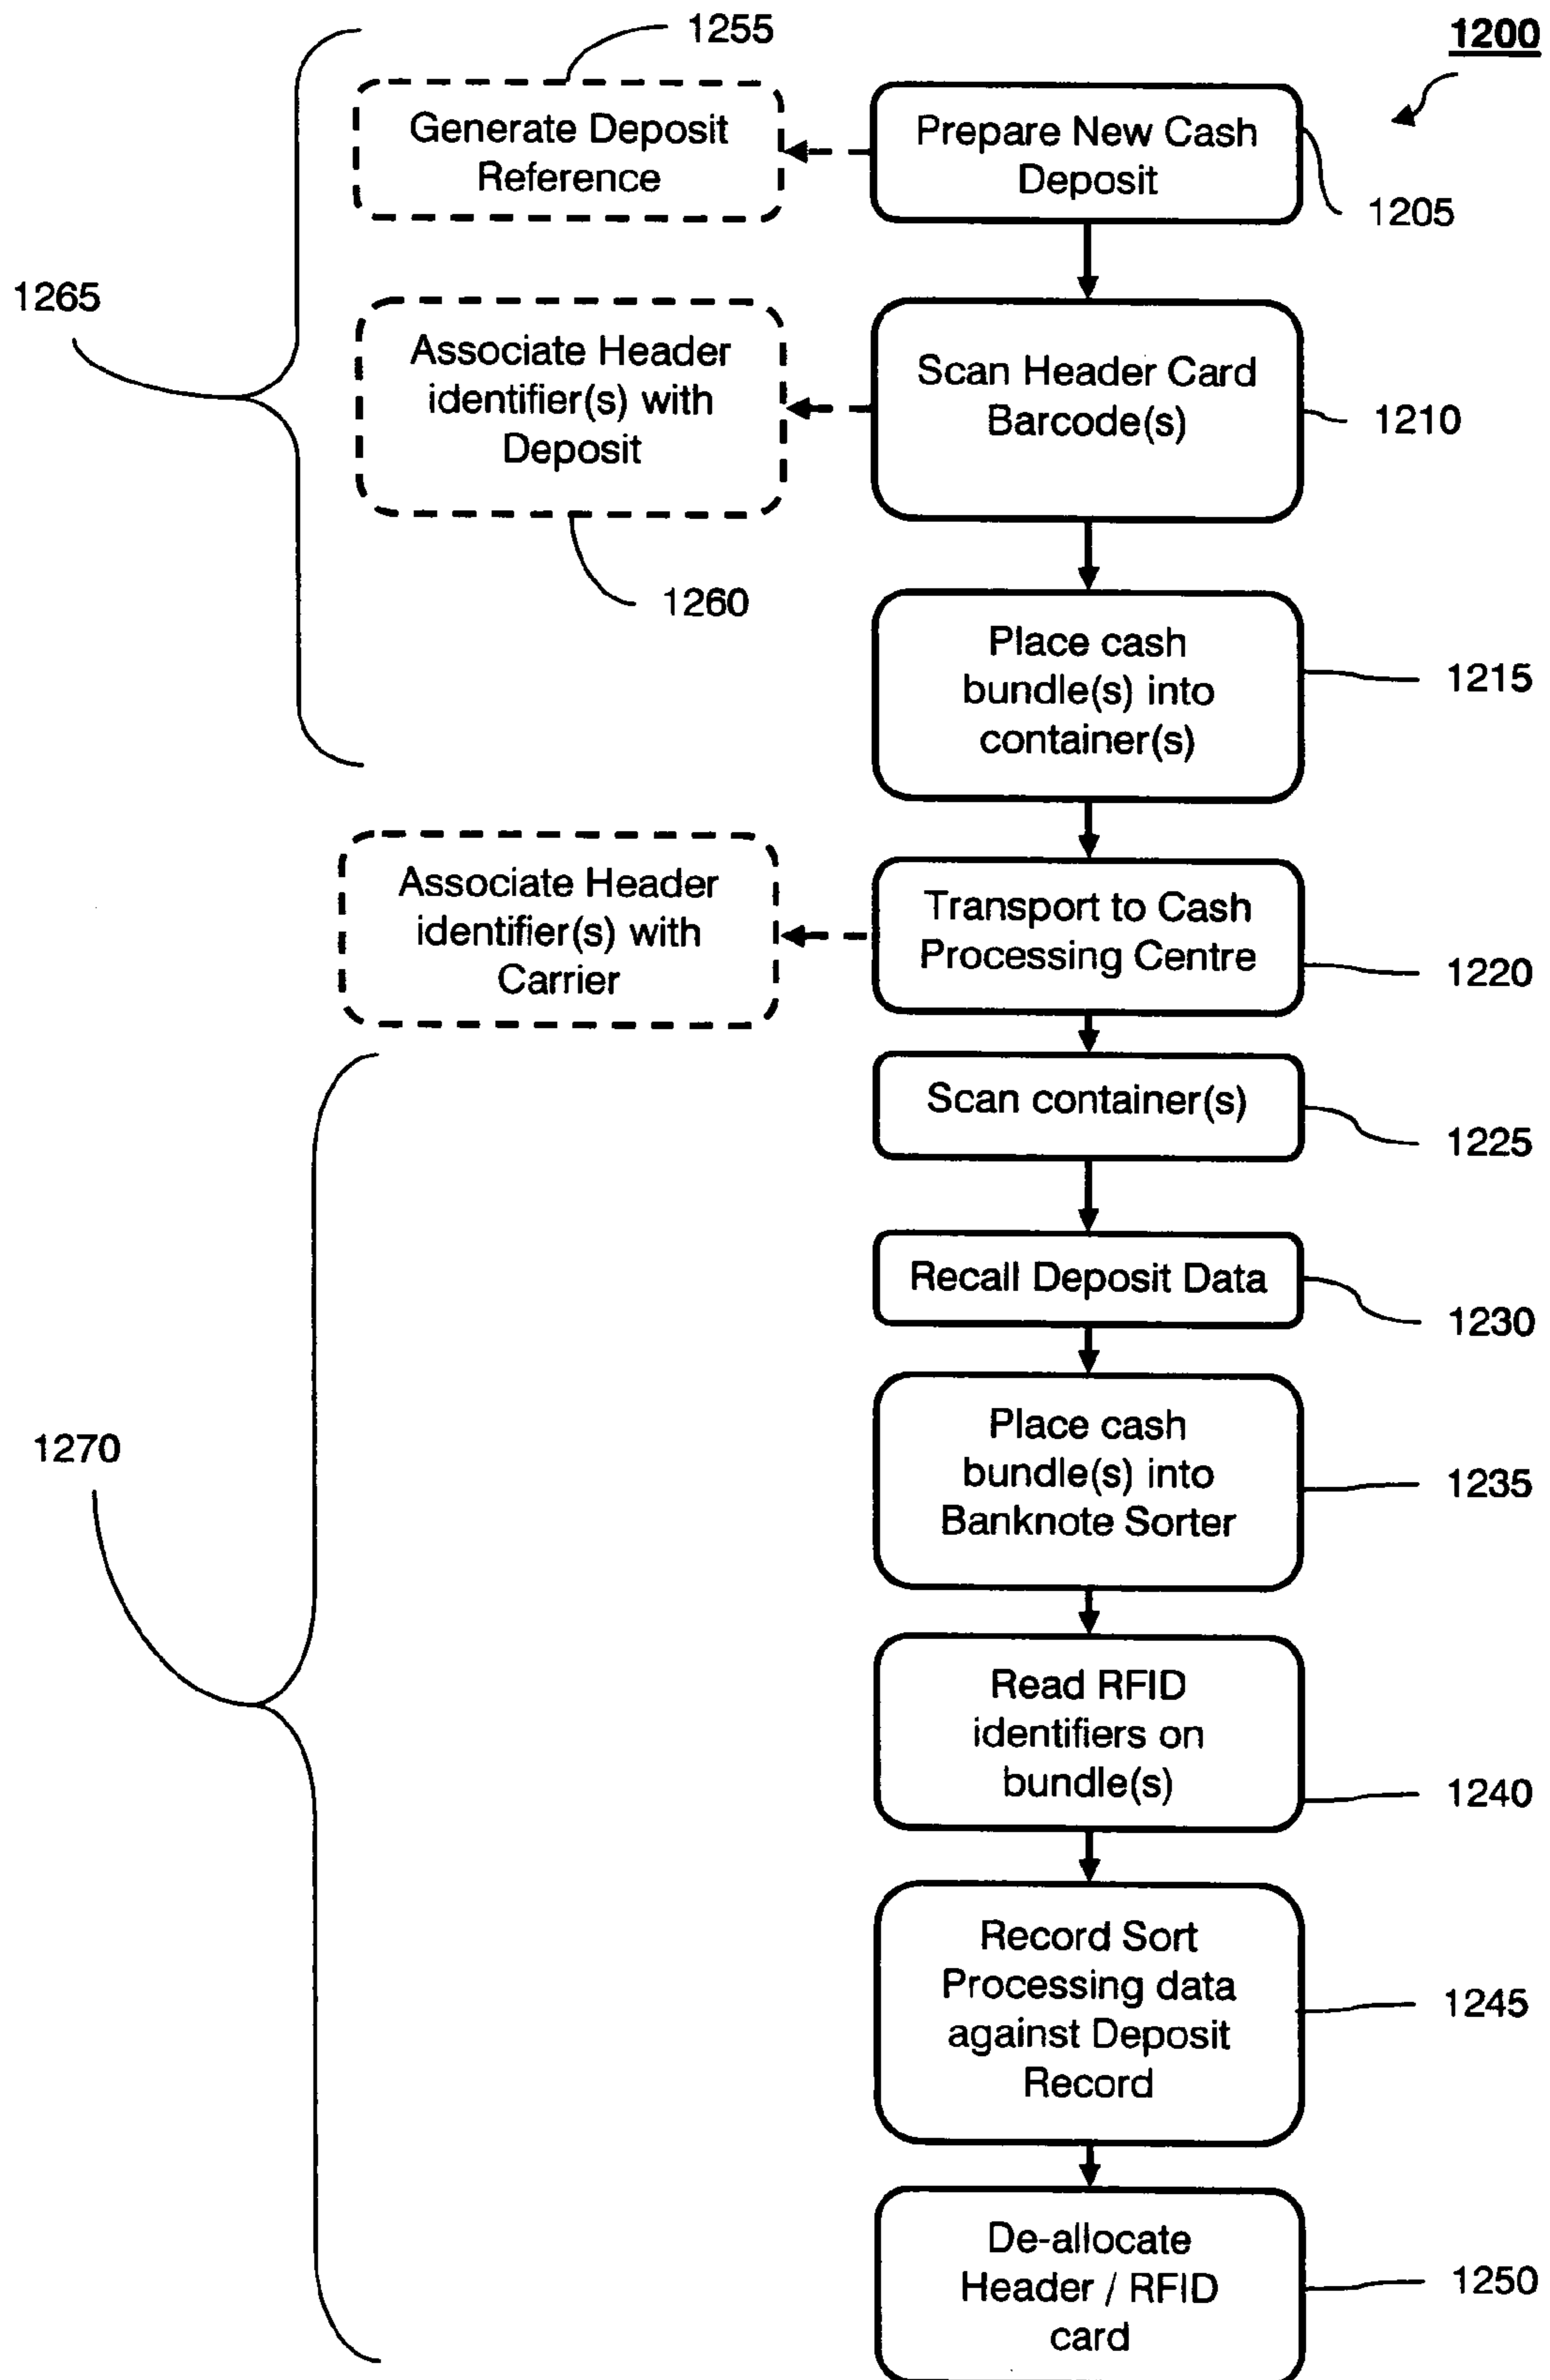 1255
1200
Generate Deposit
Reference
Prepare New Cash
Deposit
1205
1265
Associate Header
identifier(s) with
Deposit
Scan Header Card
Barcode(s)
1210
1260
Place cash
bundle(s) into
container(s)
1215
Associate Header
identifier(s) with
Carrier
Transport to Cash
Processing Centre
1220
Scan container(s)
1225
Recall Deposit Data
1230
1270
Place cash
bundle(s) into
Banknote Sorter
1235
Read RFID
identifiers on
bundle(s)
1240
Record Sort
Processing data
against Deposit
Record
1245
De-allocate
Header / RFID
card
1250